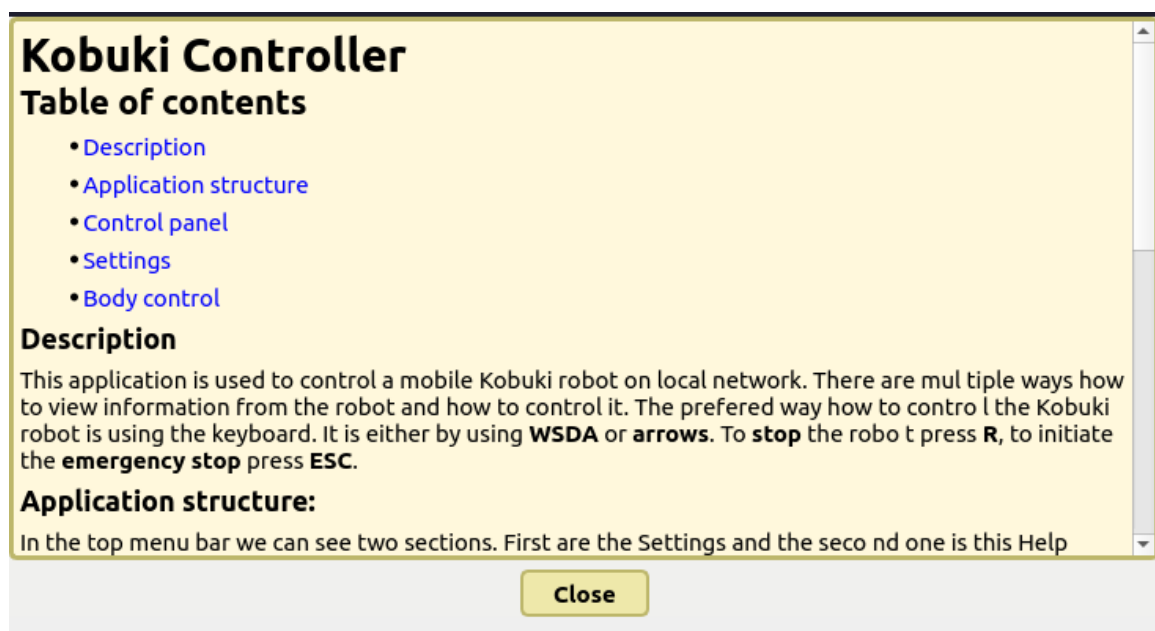 Kobuki Controller
Table of contents
• Description
• Application structure
• Control panel
• Settings
• Body control
Description
This application is used to control a mobile Kobuki robot on local network. There are mul tiple ways how
to view information from the robot and how to control it. The prefered way how to contro l the Kobuki
robot is using the keyboard. It is either by using WSDA or arrows. To stop the robo t press R, to initiate
the emergency stop press ESC.
Application structure:
In the top menu bar we can see two sections. First are the Settings and the seco nd one is this Help
Close